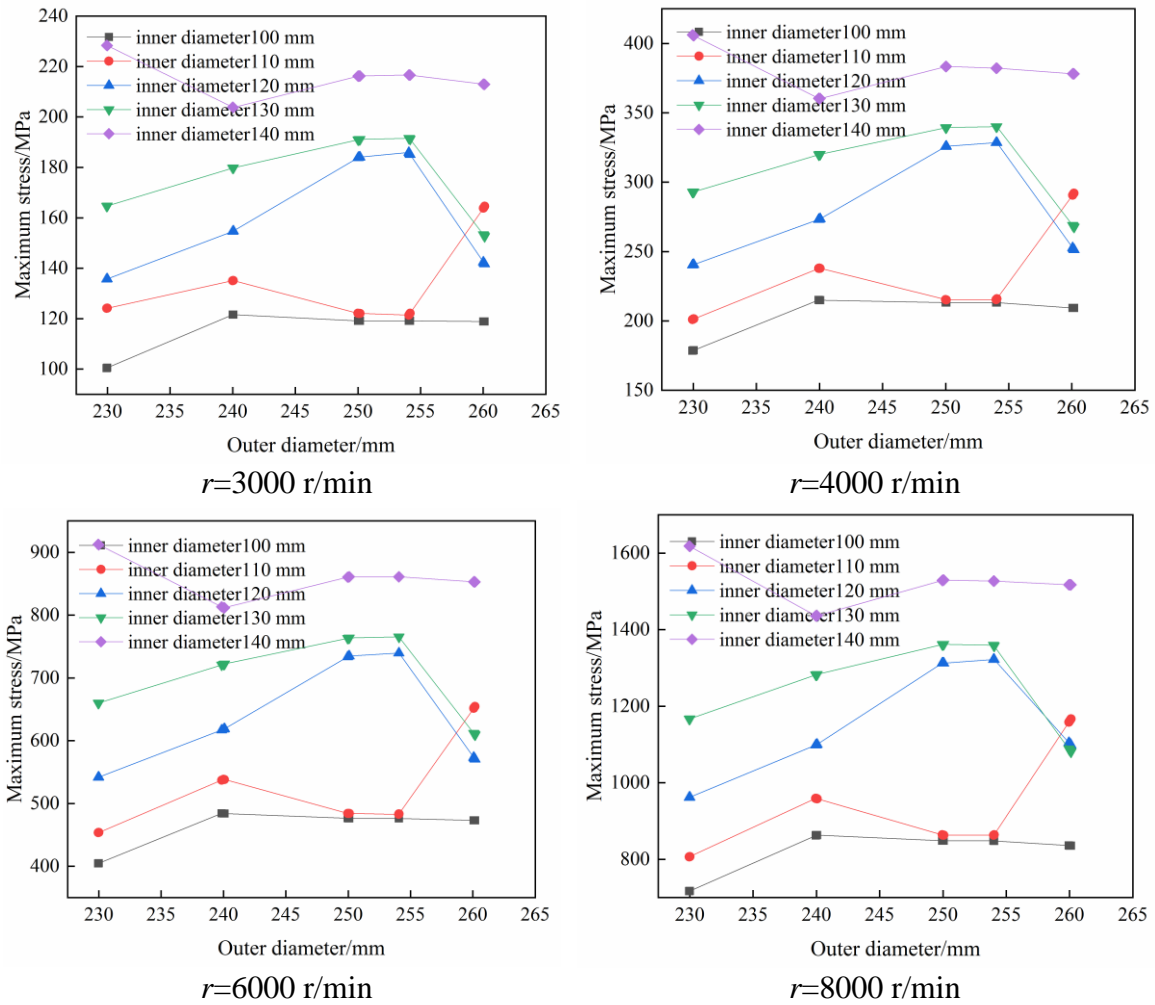 240
220
200
180
160
140
120
100
Maximum stress/MPa
inner diameter100 mm
inner diameter110 mm
inner diameter120 mm
inner diameter130 mm
inner diameter140 mm
230 235 240 245 250 255 260 265
Outer diameter/mm
r=3000 r/min
400
350
300
250
200
150
Maximum stress/MPa
inner diameter100 mm
inner diameter110 mm
inner diameter120 mm
inner diameter130 mm
inner diameter140 mm
230 235 240 245 250 255 260 265
Outer diameter/mm
r=4000 r/min
900
800
700
600
500
400
Maximum stress/MPa
inner diameter100 mm
inner diameter110 mm
inner diameter120 mm
inner diameter130 mm
inner diameter140 mm
230 235 240 245 250 255 260 265
Outer diameter/mm
r=6000 r/min
1600
1400
1200
1000
800
Maximum stress/MPa
inner diameter100 mm
inner diameter110 mm
inner diameter120 mm
inner diameter130 mm
inner diameter140 mm
230 235 240 245 250 255 260 265
Outer diameter/mm
r=8000 r/min